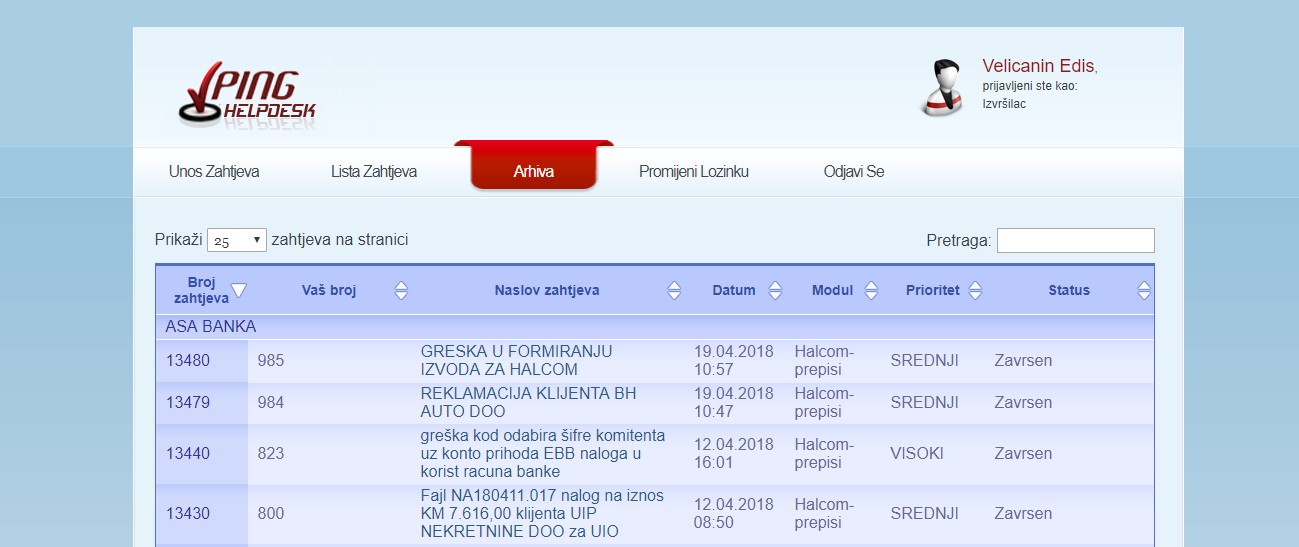 PING
HELPDESK
Velicanin Edis,
prijavljeni ste kao:
Izvršilac
Unos Zahtjeva Lista Zahtjeva Arhiva Promijeni Lozinku Odjavi Se
Prikaži 25 zahtjeva na stranici Pretraga:
Broj zahtjeva Vaš broj Naslov zahtjeva Datum Modul Prioritet Status
ASA BANKA
13480 985 GRESKA U FORMIRANJU IZVODA ZA HALCOM 19.04.2018 10:57 Halcom-prepisi SREDNJI Zavrsen
13479 984 REKLAMACIJA KLIJENTA BH AUTO DOO 19.04.2018 10:47 Halcom-prepisi SREDNJI Zavrsen
13440 823 greška kod odabira šifre komitenta uz konto prihoda EBB naloga u korist racuna banke 12.04.2018 16:01 Halcom-prepisi VISOKI Zavrsen
13430 800 Fajl NA180411.017 nalog na iznos KM 7.616,00 klijenta UIP NEKRETNINE DOO za UIO 12.04.2018 08:50 Halcom-prepisi SREDNJI Zavrsen